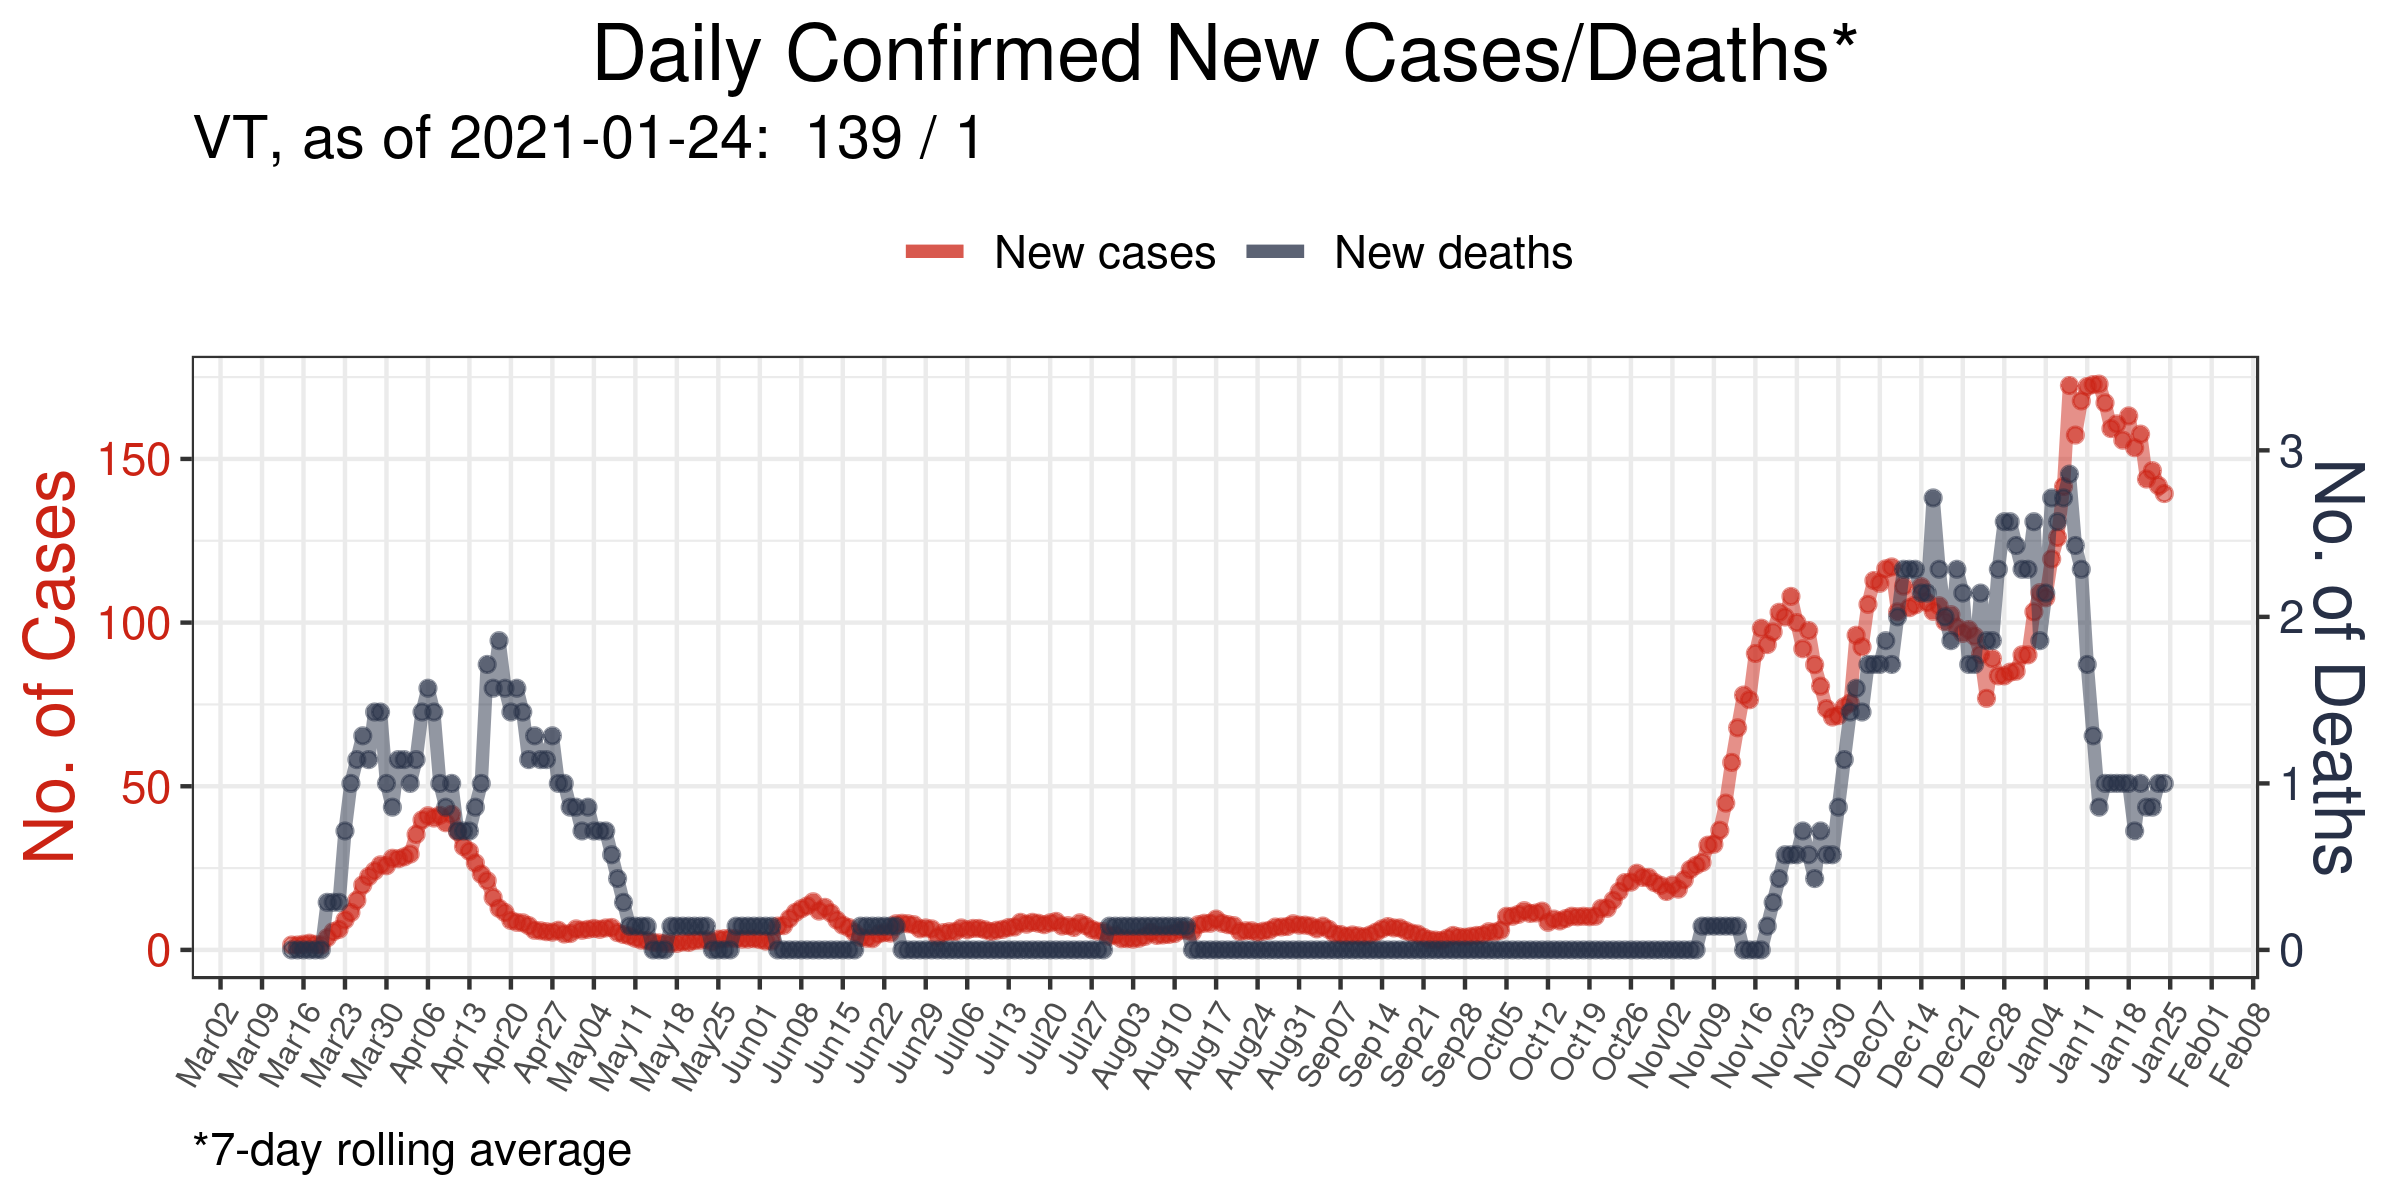 Daily Confirmed New Cases/Deaths*
VT, as of 2021-01-24:  139 / 1
New cases New deaths
No. of Cases
150
100
50
0
3
2
1
0
No. of Deaths
Mar02 Mar09 Mar16 Mar23 Mar30 Apr06 Apr13 Apr20 Apr27 May04 May11 May18 May25 Jun01 Jun08 Jun15 Jun22 Jun29 Jul06 Jul13 Jul20 Jul27 Aug03 Aug10 Aug17 Aug24 Aug31 Sep07 Sep14 Sep21 Sep28 Oct05 Oct12 Oct19 Oct26 Nov02 Nov09 Nov16 Nov23 Nov30 Dec07 Dec14 Dec21 Dec28 Jan04 Jan11 Jan18 Jan25 Feb01 Feb08
*7-day rolling average